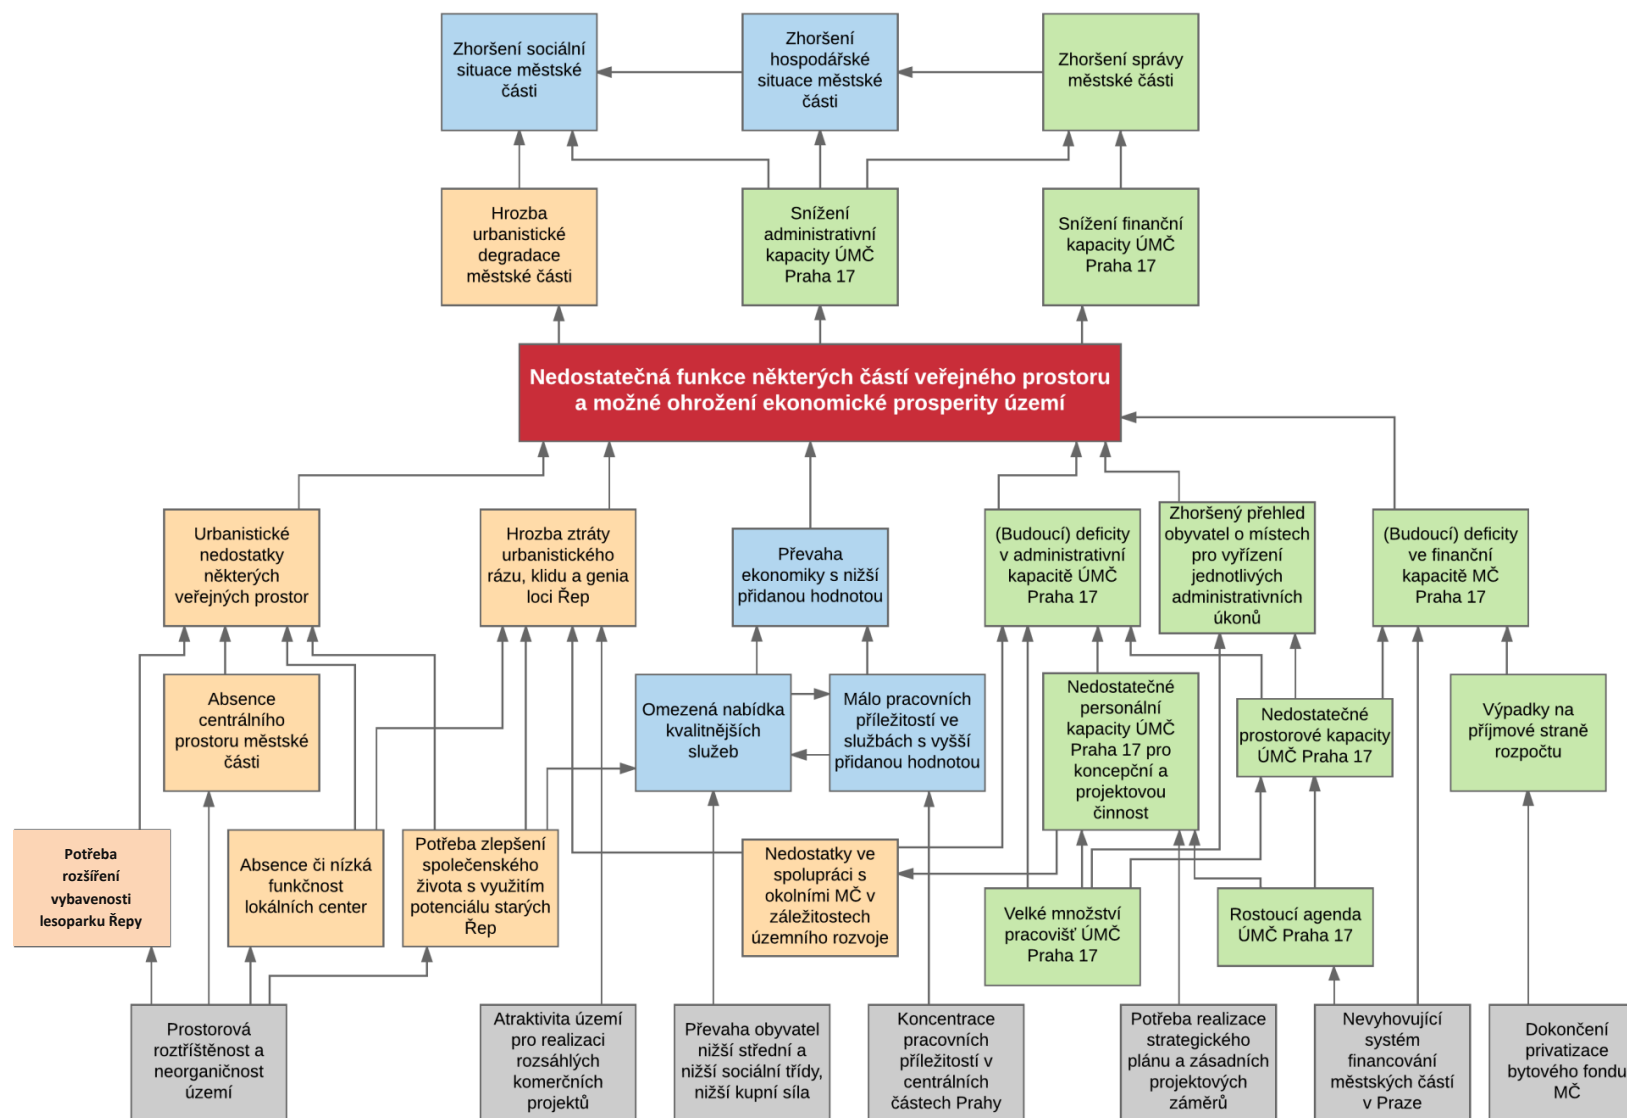 Zhoršení sociální
situace městské
části
Zhoršení
hospodářské
situace městské
části
Zhoršení správy
městské části
Hrozba
urbanistické
degradace
městské části
Snížení
administrativní
kapacity ÚMČ
Praha 17
Snížení finanční
kapacity ÚMČ
Praha 17
Nedostatečná funkce některých částí veřejného prostoru
a možné ohrožení ekonomické prosperity území
Urbanistické
nedostatky
některých
veřejných prostor
Hrozba ztráty
urbanistického
rázu, klidu a genia
loci Řep
Převaha
ekonomiky s nižší
přidanou hodnotou
(Budoucí) deficity
v administrativní
kapacitě ÚMČ
Praha 17
Zhoršený přehled
obyvatel o místech
pro vyřízení
jednotlivých
administrativních
úkonů
(Budoucí) deficity
ve finanční
kapacitě MČ
Praha 17
Absence
centrálního
prostoru městské
části
Omezená nabídka
kvalitnějších
služeb
Málo pracovních
příležitostí ve
službách s vyšší
přidanou hodnotou
Nedostatečné
personální
kapacity ÚMČ
Praha 17 pro
koncepční a
projektovou
činnost
Nedostatečné
prostorové kapacity
ÚMČ Praha 17
Výpadky na
příjmové straně
rozpočtu
Potřeba
rozšíření
vybavenosti
lesoparku Řepy
Absence či nízká
funkčnost
lokálních center
Potřeba zlepšení
společenského
života s využitím
potenciálu starých
Řep
Nedostatky ve
spolupráci s
okolními MČ v
záležitostech
územního rozvoje
Velké množství
pracovišť ÚMČ
Praha 17
Rostoucí agenda
ÚMČ Praha 17
Prostorová
roztříštěnost a
neorganičnost
území
Atraktivita území
pro realizaci
rozsáhlých
komerčních
projektů
Převaha obyvatel
nižší střední a
nižší sociální třídy,
nižší kupní síla
Koncentrace
pracovních
příležitostí v
centrálních
částech Prahy
Potřeba realizace
strategického
plánu a zásadních
projektových
záměrů
Nevyhovující
systém
financování
městských částí
v Praze
Dokončení
privatizace
bytového fondu
MČ